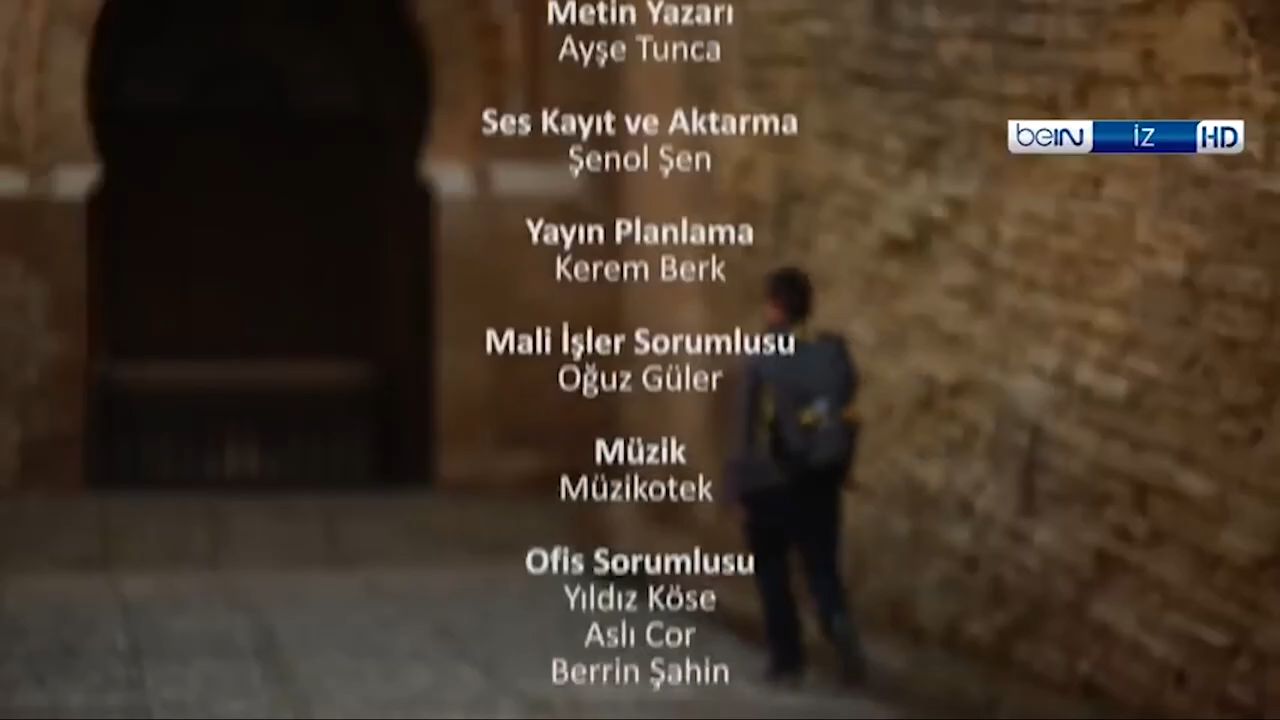 Metin Yazarı
Ayşe Tunca
Ses Kayıt ve Aktarma
Şenol Şen
beIN İZ HD
Yayın Planlama
Kerem Berk
Mali İşler Sorumlusu
Oğuz Güler
Müzik
Müzikotek
Ofis Sorumlusu
Yıldız Köse
Aslı Cor
Berrin Şahin